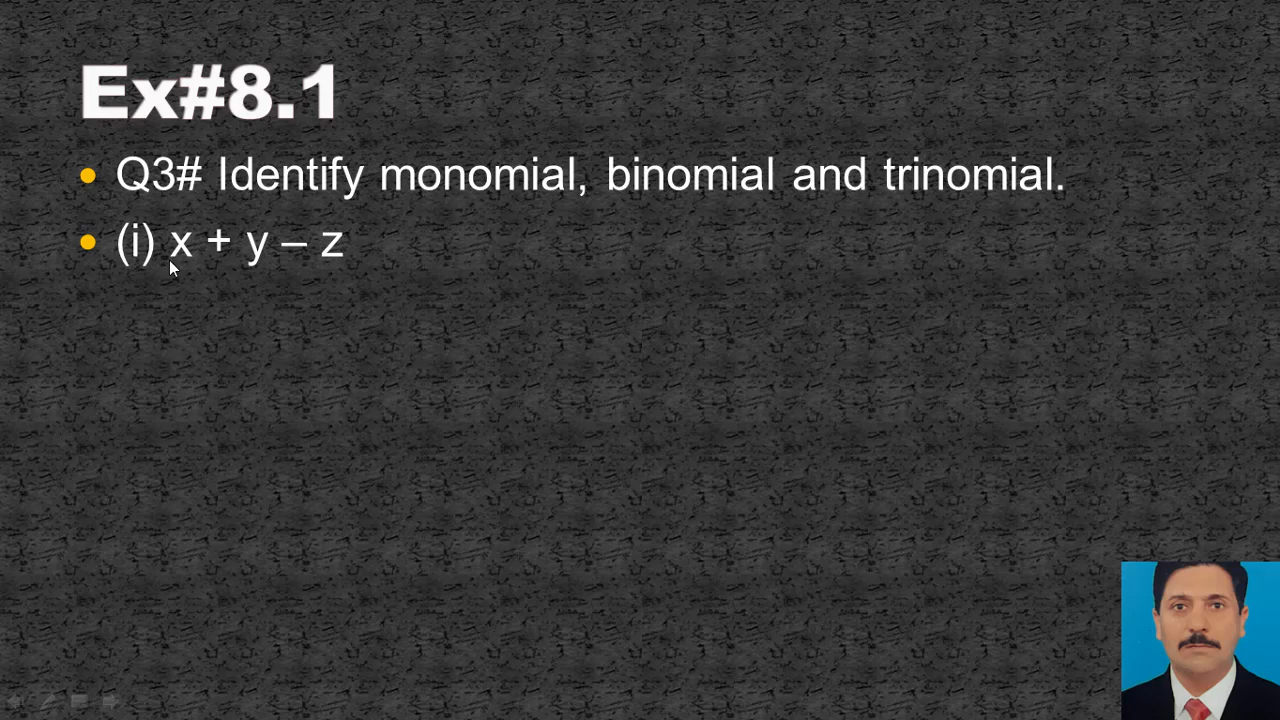 Ex#8.1
Q3# Identify monomial, binomial and trinomial.
(i) x + y – z